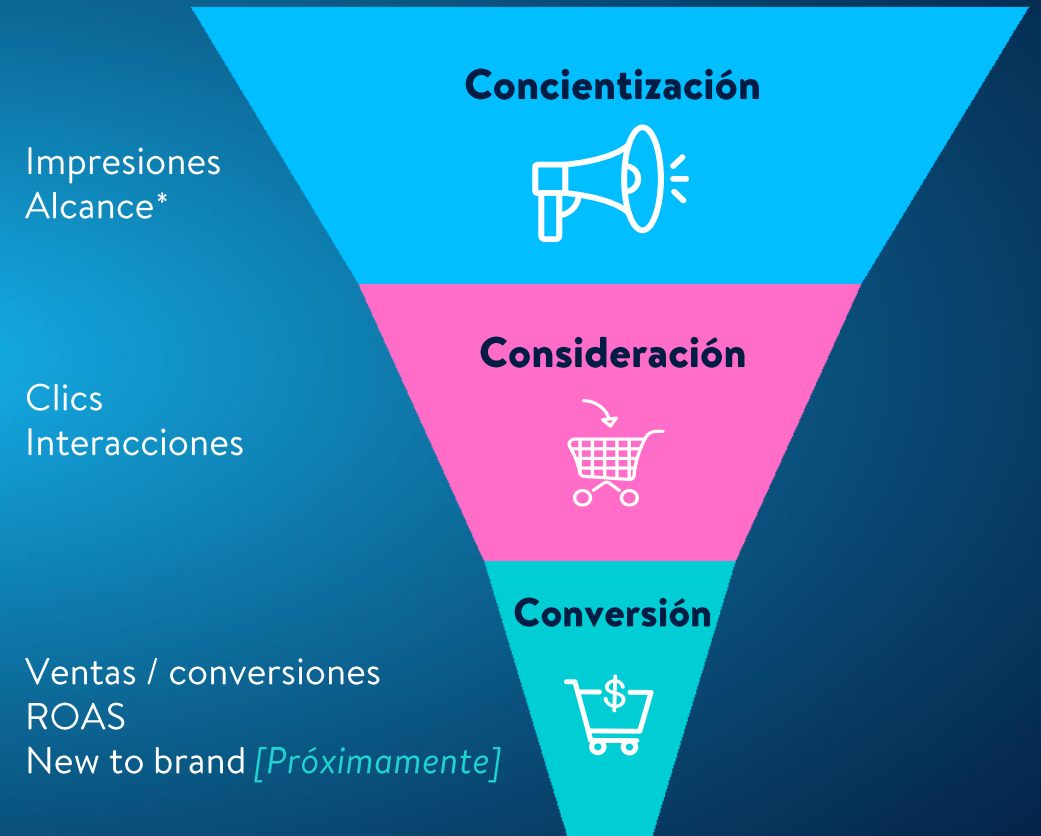 Concientización
Impresiones
Alcance*
Consideración
Clics
Interacciones
Conversión
$
Ventas / conversiones
ROAS
New to brand [Próximamente]